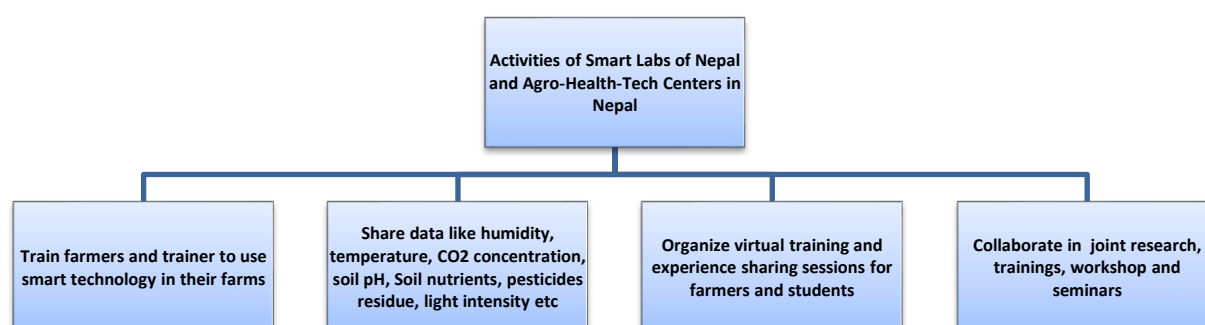 Activities of Smart Labs of Nepal
and Agro-Health-Tech Centers in
Nepal
Train farmers and trainer to use
smart technology in their farms
Share data like humidity,
temperature, CO2 concentration,
soil pH, Soil nutrients, pesticides
residue, light intensity etc
Organize virtual training and
experience sharing sessions for
farmers and students
Collaborate in joint research,
trainings, workshop and
seminars